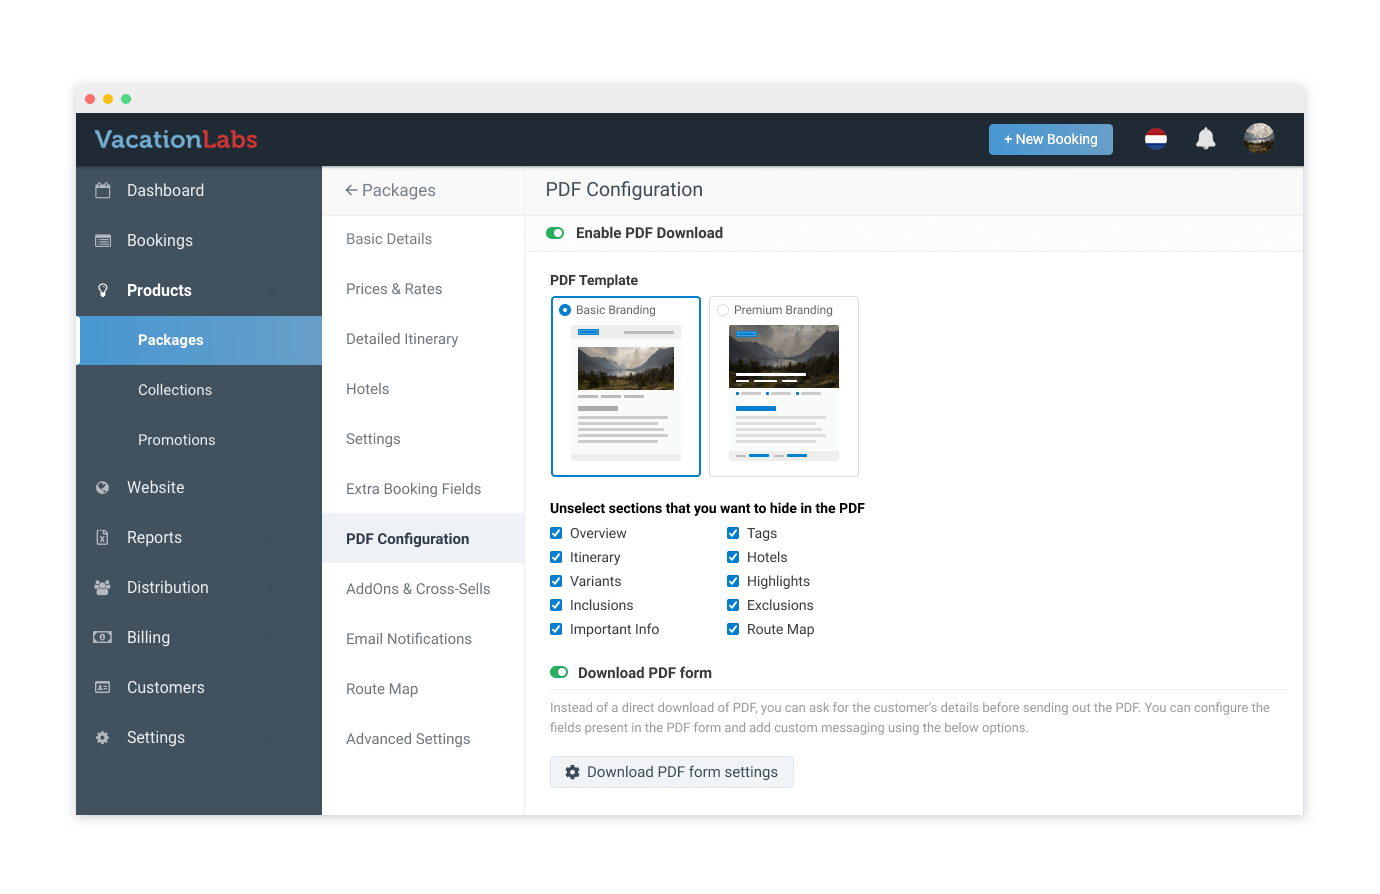 VacationLabs
+ New Booking
Dashboard
Bookings
Products
Packages
Collections
Promotions
Website
Reports
Distribution
Billing
Customers
Settings
← Packages
Basic Details
Prices & Rates
Detailed Itinerary
Hotels
Settings
Extra Booking Fields
PDF Configuration
AddOns & Cross-Sells
Email Notifications
Route Map
Advanced Settings
PDF Configuration
Enable PDF Download
PDF Template
Basic Branding
Premium Branding
Unselect sections that you want to hide in the PDF
Overview
Tags
Itinerary
Hotels
Variants
Highlights
Inclusions
Exclusions
Important Info
Route Map
Download PDF form
Instead of a direct download of PDF, you can ask for the customer's details before sending out the PDF. You can configure the
fields present in the PDF form and add custom messaging using the below options.
Download PDF form settings